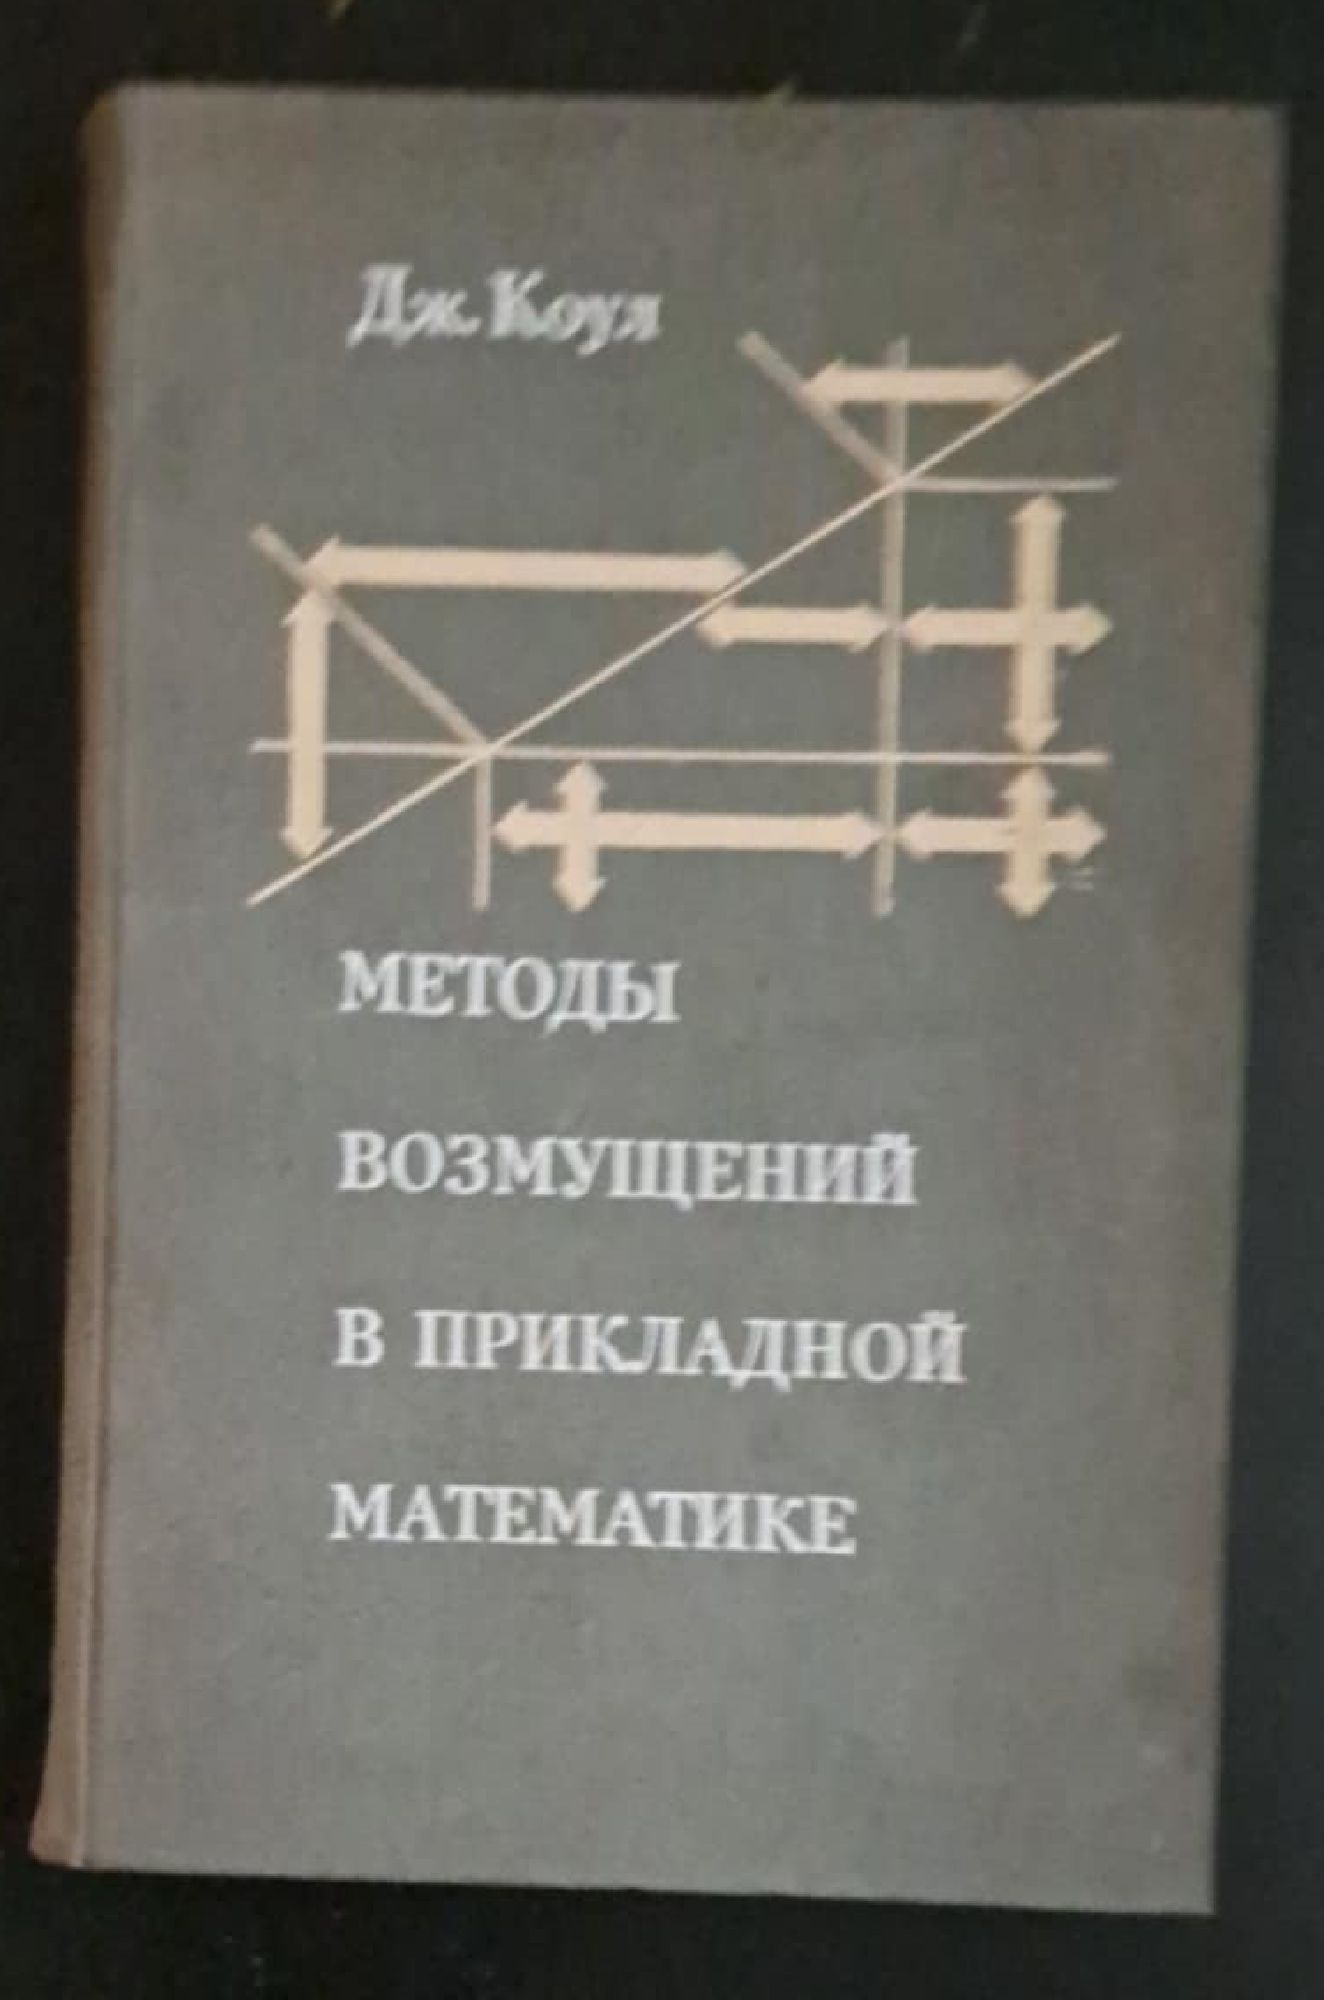 Дж. Коул
МЕТОДЫ
ВОЗМУЩЕНИЙ
В ПРИКЛАДНОЙ
МАТЕМАТИКЕ